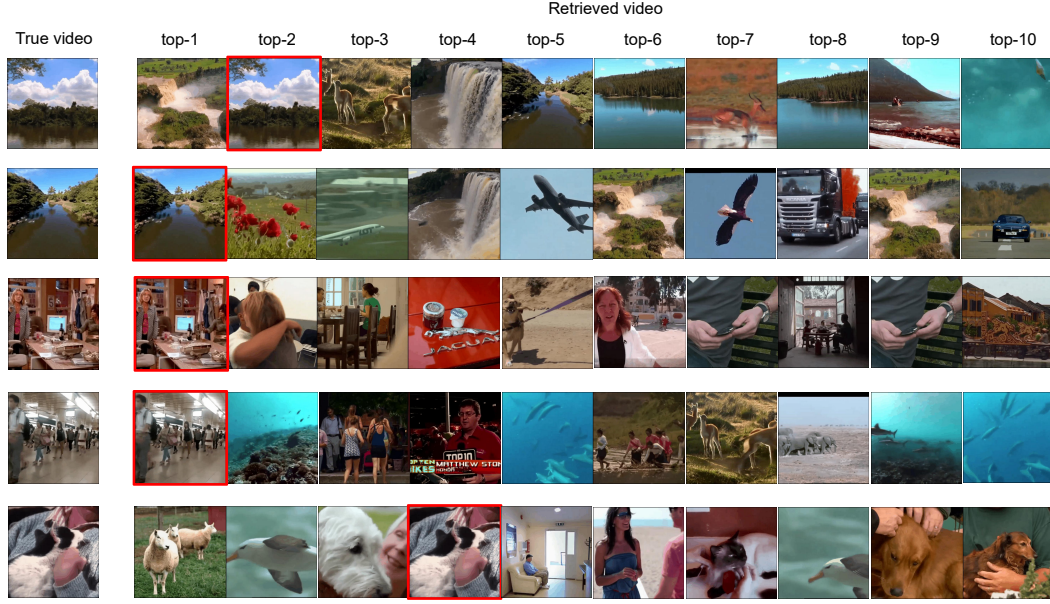 Retrieved video
True video top-1 top-2 top-3 top-4 top-5 top-6 top-7 top-8 top-9 top-10
JAGUAR
TOP10
MATTHEW STON